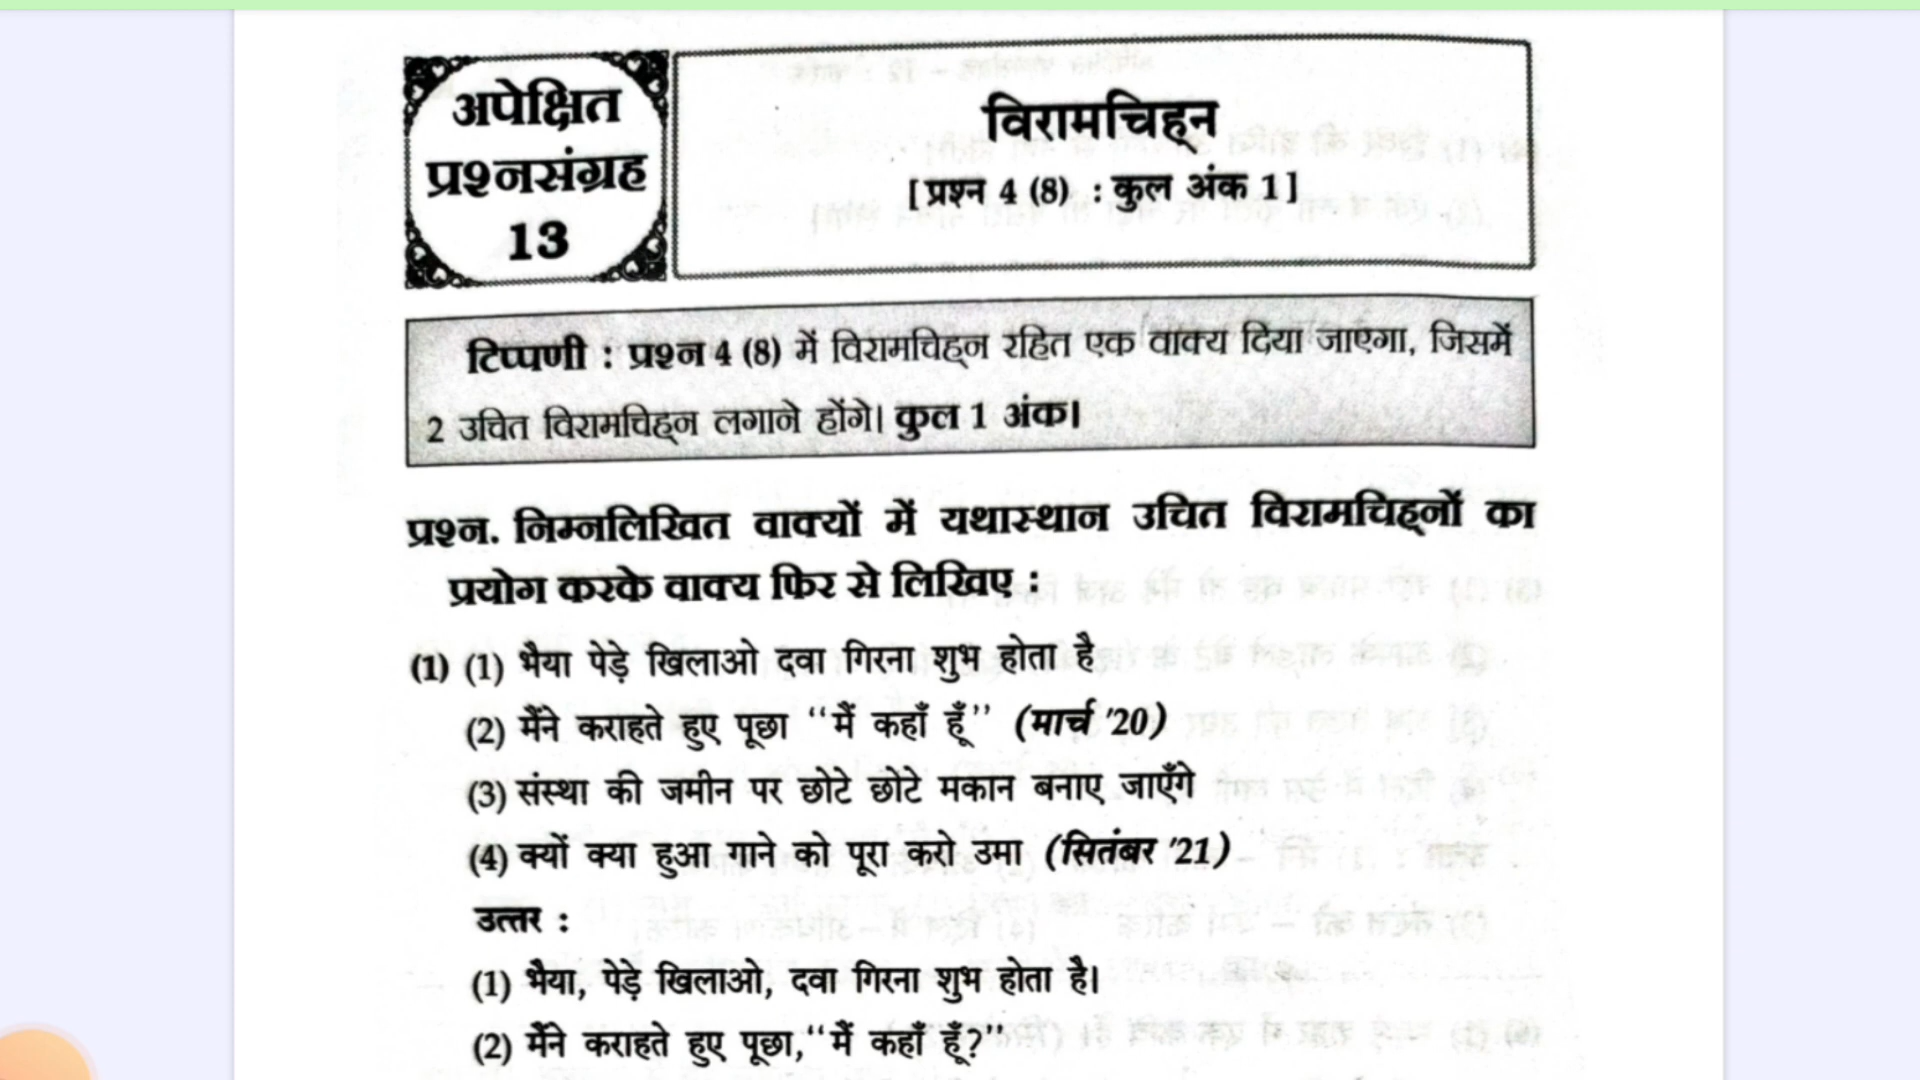 अपेक्षित
प्रश्नसंग्रह
13
विरामचिह्न
[प्रश्न 4 (8) : कुल अंक 1]
टिप्पणी : प्रश्न 4 (8) में विरामचिह्न रहित एक वाक्य दिया जाएगा, जिसमें
2 उचित विरामचिह्न लगाने होंगे। कुल 1 अंक।
प्रश्न. निम्नलिखित वाक्यों में यथास्थान उचित विरामचिह्नों का
प्रयोग करके वाक्य फिर से लिखिए :
(1) (1) भैया पेड़े खिलाओ दवा गिरना शुभ होता है
(2) मैंने कराहते हुए पूछा “मैं कहाँ हूँ” (मार्च '20)
(3) संस्था की जमीन पर छोटे छोटे मकान बनाए जाएँगे
(4) क्यों क्या हुआ गाने को पूरा करो उमा (सितंबर '21)
उत्तर :
(1) भैया, पेड़े खिलाओ, दवा गिरना शुभ होता है।
(2) मैंने कराहते हुए पूछा, “मैं कहाँ हूँ?”